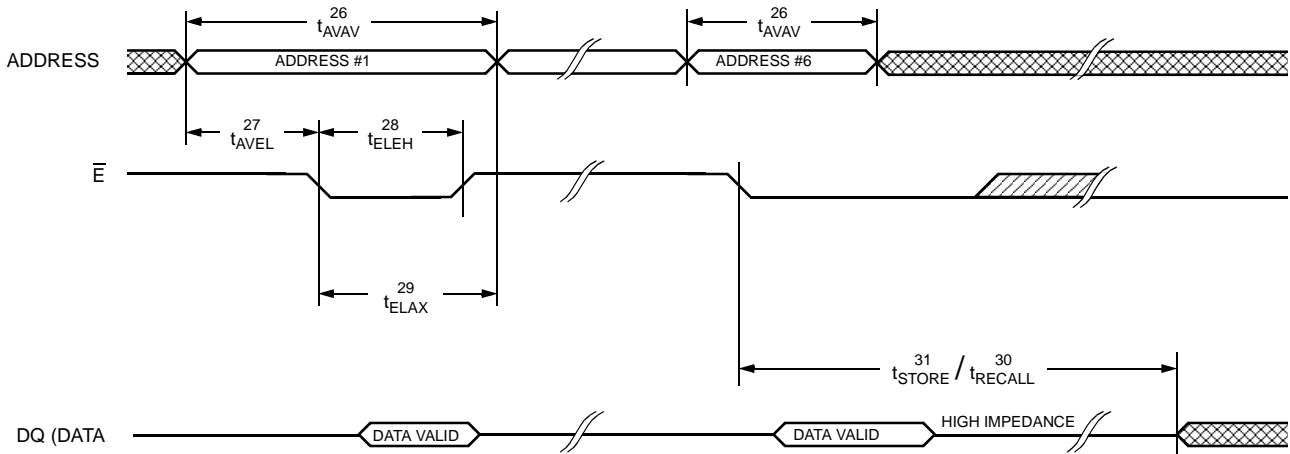 26 26
tAVAV tAVAV
ADDRESS ADDRESS #1 ADDRESS #6
27 28
tAVEL tELEH
E
29
tELAX
31 30
tSTORE / tRECALL
DQ (DATA DATA VALID DATA VALID HIGH IMPEDANCE